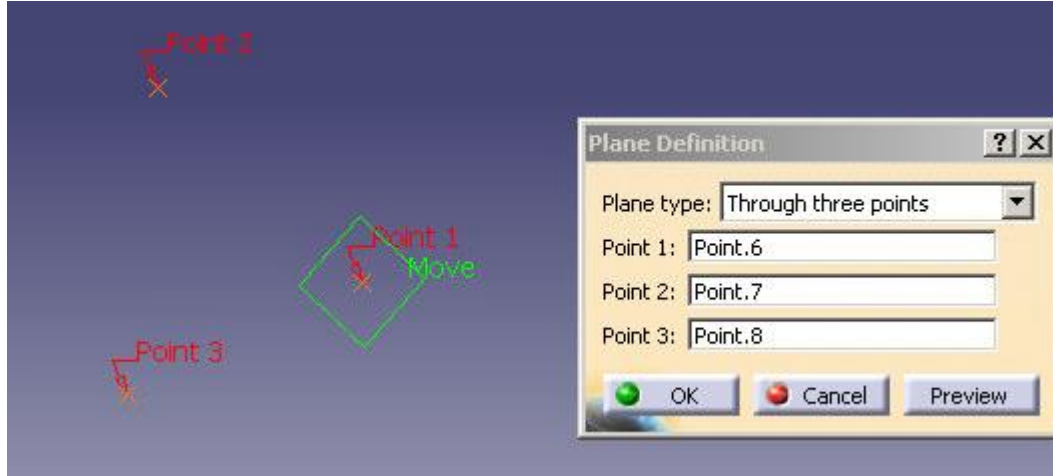 Point 2
Point 1
Move
Point 3
Plane Definition
? X
Plane type: Through three points
Point 1: Point.6
Point 2: Point.7
Point 3: Point.8
OK Cancel Preview